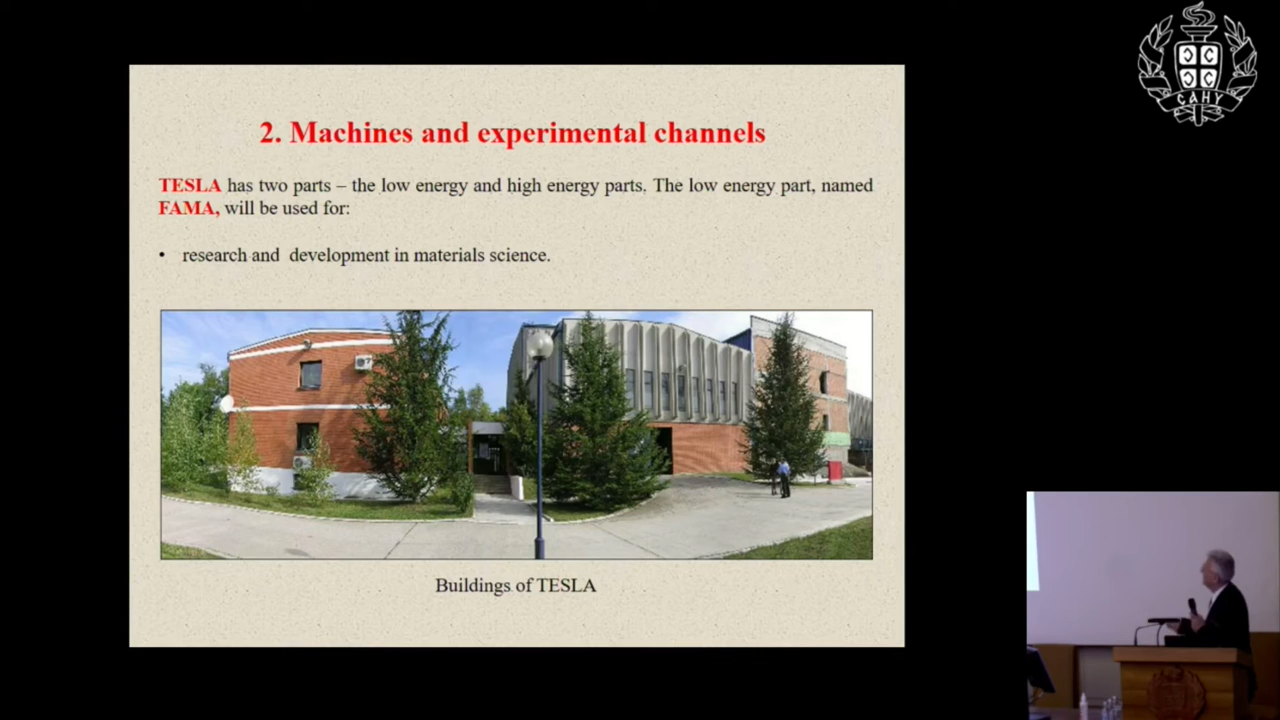 САНУ
2. Machines and experimental channels
TESLA has two parts – the low energy and high energy parts. The low energy part, named
FAMA, will be used for:
• research and development in materials science.
Buildings of TESLA